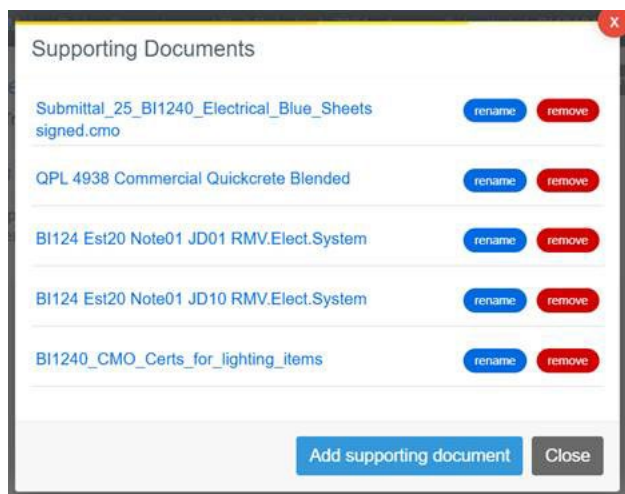 X
Supporting Documents
Submittal_25_BI1240_Electrical_Blue_Sheets
signed.cmo
rename
remove
QPL 4938 Commercial Quickcrete Blended
rename
remove
BI124 Est20 Note01 JD01 RMV.Elect.System
rename
remove
BI124 Est20 Note01 JD10 RMV.Elect.System
rename
remove
BI1240_CMO_Certs_for_lighting_items
rename
remove
Add supporting document
Close